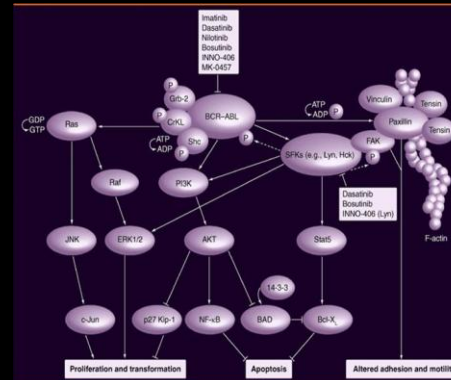 Imatinib
Dasatinib
Nilotinib
Bosutinib
INNO-406
MK-0457
P
Grb-2
P
CrkL
BCR-ABL
Shc
P
GDP
GTP
Ras
ATP
ADP
ATP
ADP
P
Vinculin
Tensin
Paxillin
Tensin
FAK
P
P
SFKs (e.g., Lyn, Hck)
Raf
PI3K
Dasatinib
Bosutinib
INNO-406 (Lyn)
F-actin
JNK
ERK1/2
AKT
Stat5
14-3-3
c-Jun
p27 Kip-1
NF-κB
BAD
Bcl-XL
Proliferation and transformation
Apoptosis
Altered adhesion and motilit